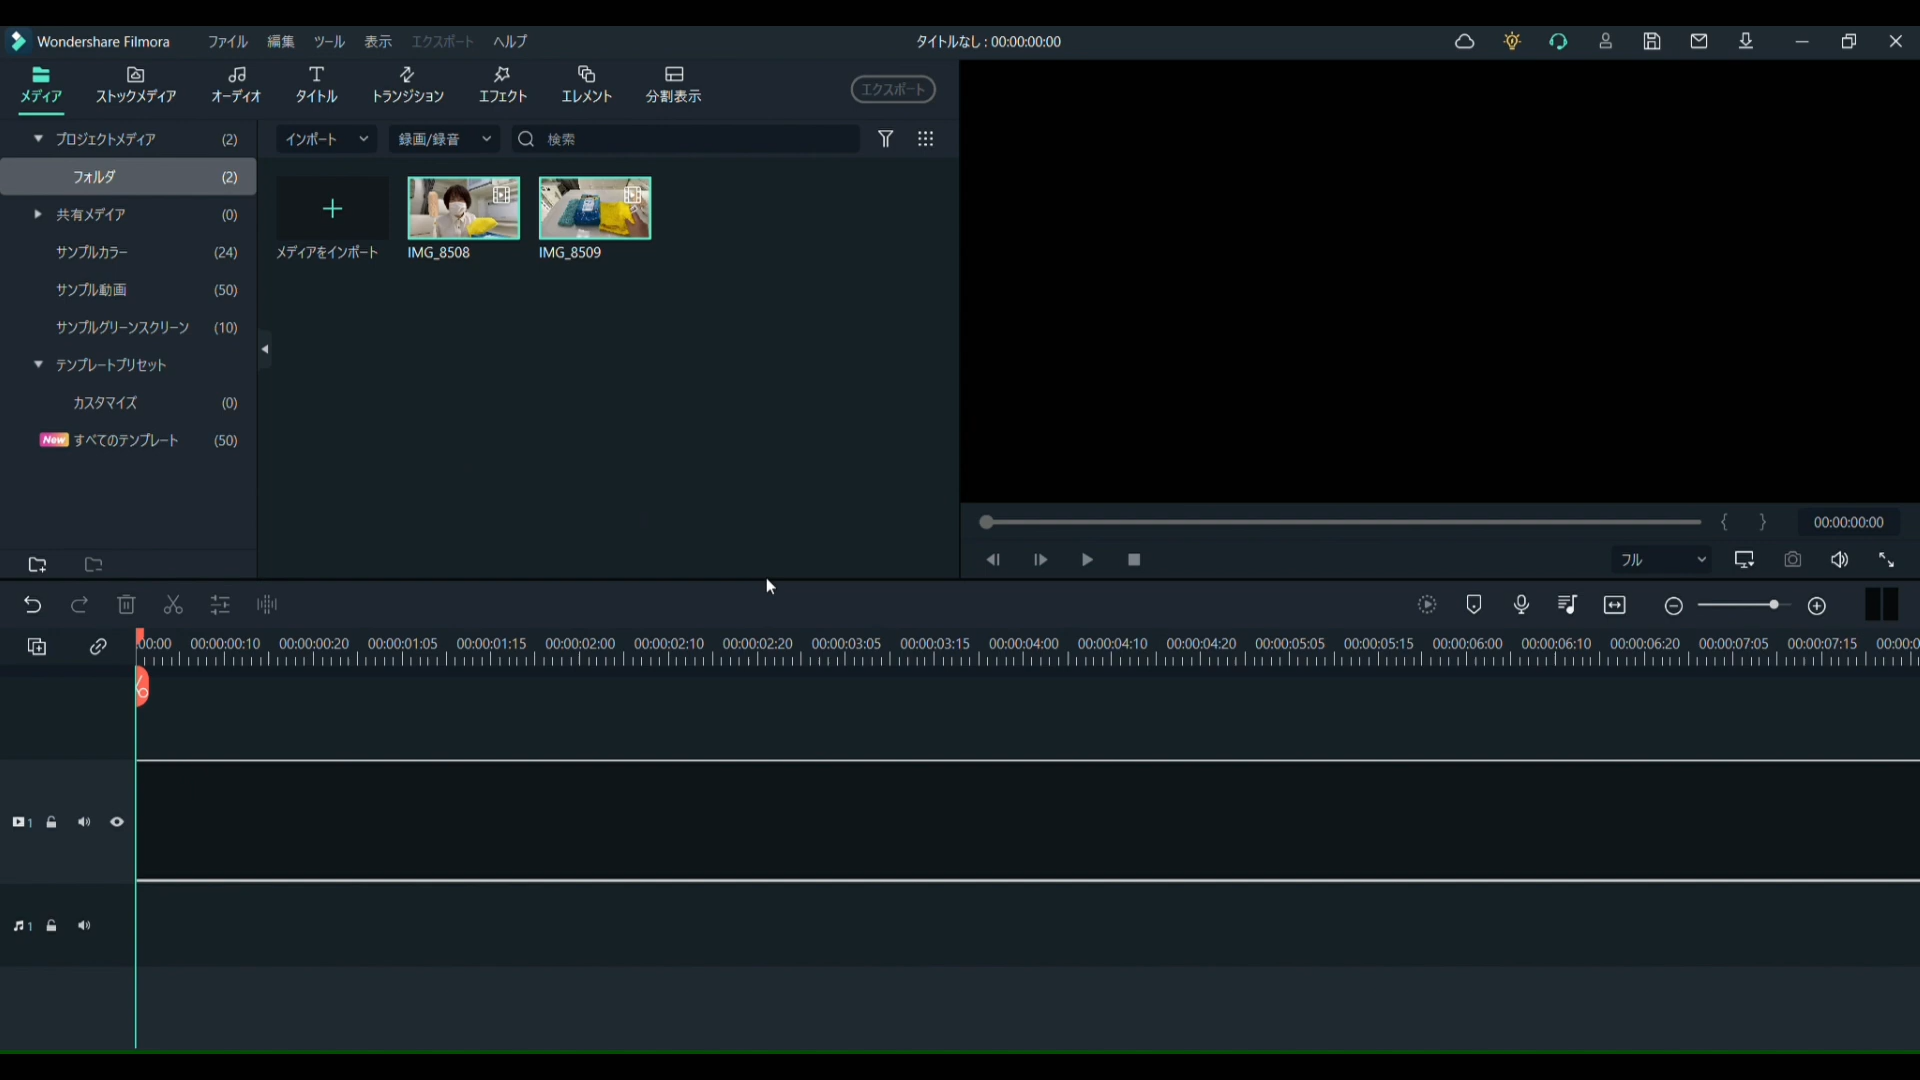 Wondershare Filmora ファイル 編集 ツール 表示 エクスポート ヘルプ タイトルなし : 00:00:00:00
メディア ストックメディア オーディオ タイトル トランジション エフェクト エレメント 分割表示 エクスポート
プロジェクトメディア (2)
フォルダ (2)
共有メデイア (0)
サンプルカラー (24)
サンプル動画 (50)
サンプルグリーンスクリーン (10)
テンプレートプリセット
カスタマイズ (0)
New すべてのテンプレート (50)
インポート 録画/録音 検索
メディアをインポート IMG_8508 IMG_8509
{ } 00:00:00:00
フル
00:00 00:00:00:10 00:00:00:20 00:00:01:05 00:00:01:15 00:00:02:00 00:00:02:10 00:00:02:20 00:00:03:05 00:00:03:15 00:00:04:00 00:00:04:10 00:00:04:20 00:00:05:05 00:00:05:15 00:00:06:00 00:00:06:10 00:00:06:20 00:00:07:05 00:00:07:15 00:00:0
1
1